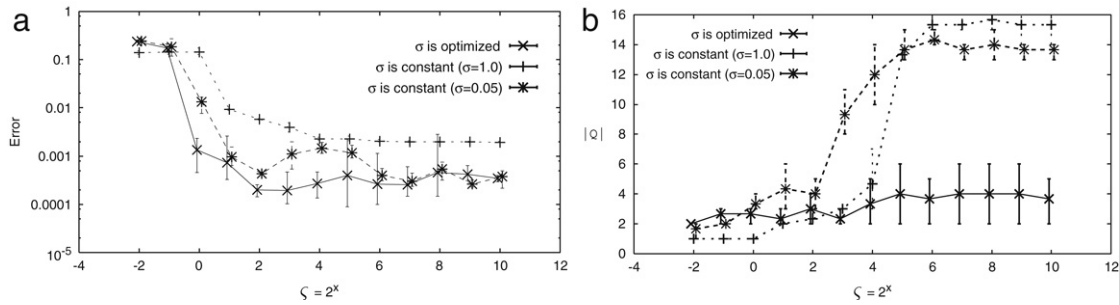 a
1
0.1
0.01
0.001
0.0001
1e-5
Error
-4 -2 0 2 4 6 8 10 12
ζ = 2ˣ
σ is optimized
σ is constant (σ=1.0)
σ is constant (σ=0.05)
b
16
14
12
10
8
6
4
2
0
-4 -2 0 2 4 6 8 10 12
ζ = 2ˣ
σ is optimized
σ is constant (σ=1.0)
σ is constant (σ=0.05)